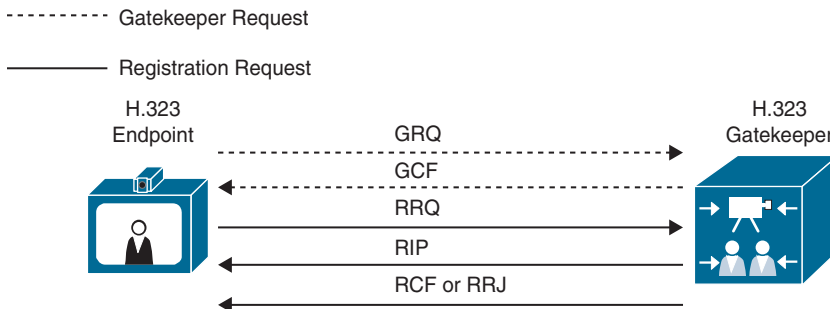 Gatekeeper Request
Registration Request
H.323
Endpoint
H.323
Gatekeeper
GRQ
GCF
RRQ
RIP
RCF or RRJ